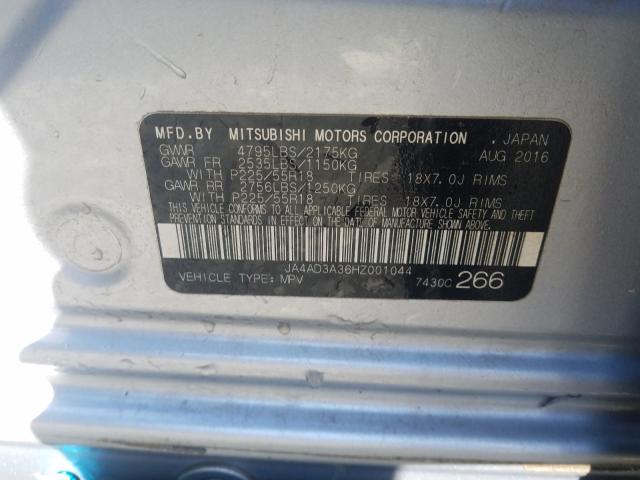 MFD.BY MITSUBISHI MOTORS CORPORATION . JAPAN
GVWR 4795LBS/2175KG AUG 2016
GAWR FR 2535LBS/1150KG
WITH P225/55R18 TIRES 18X7.0J RIMS
GAWR RR 2756LBS/1250KG
WITH P225/55R18 TIRES 18X7.0J RIMS
THIS VEHICLE CONFORMS TO ALL APPLICABLE FEDERAL MOTOR VEHICLE SAFETY AND THEFT
PREVENTION STANDARDS IN EFFECT ON THE DATE OF MANUFACTURE SHOWN ABOVE.
JA4AD3A36HZ001044
VEHICLE TYPE: MPV 7430C 266